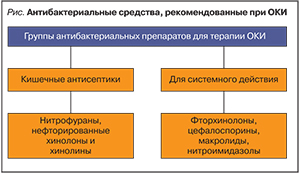 Рис. Антибактериальные средства, рекомендованные при ОКИ
Группы антибактериальных препаратов для терапии ОКИ
Кишечные антисептики
Для системного действия
Нитрофураны,
нефторированные
хинолоны и
хинолины
Фторхинолоны,
цефалоспорины,
макролиды,
нитроимидазолы